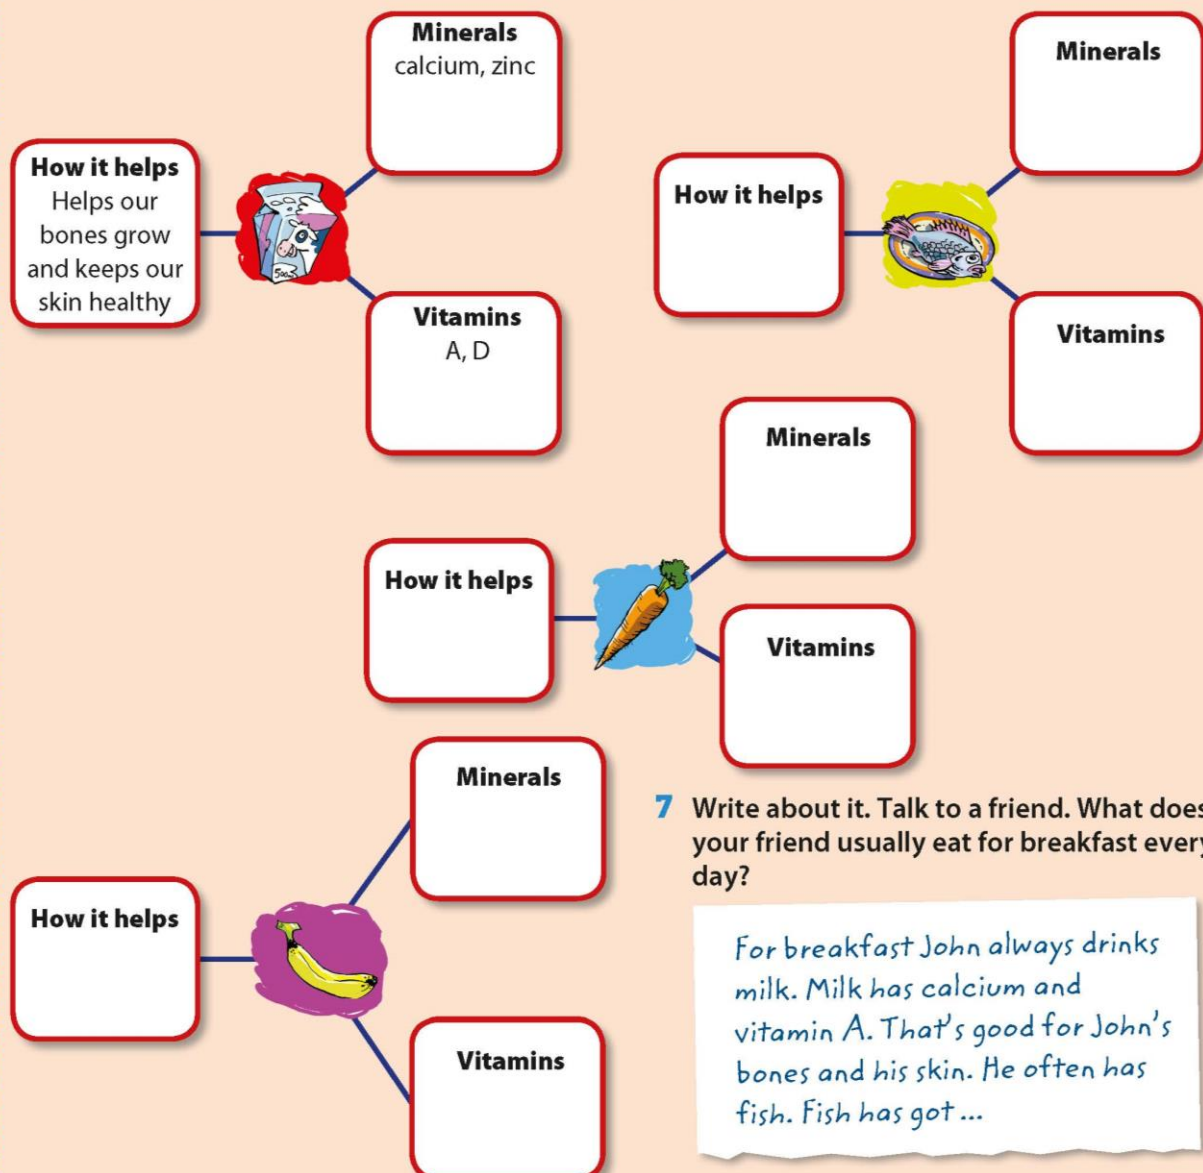 Minerals
calcium, zinc
How it helps
Helps our
bones grow
and keeps our
skin healthy
Vitamins
A, D
Minerals
How it helps
Vitamins
Minerals
How it helps
Vitamins
Minerals
How it helps
Vitamins
7 Write about it. Talk to a friend. What does
your friend usually eat for breakfast every
day?
For breakfast John always drinks
milk. Milk has calcium and
vitamin A. That's good for John's
bones and his skin. He often has
fish. Fish has got ...